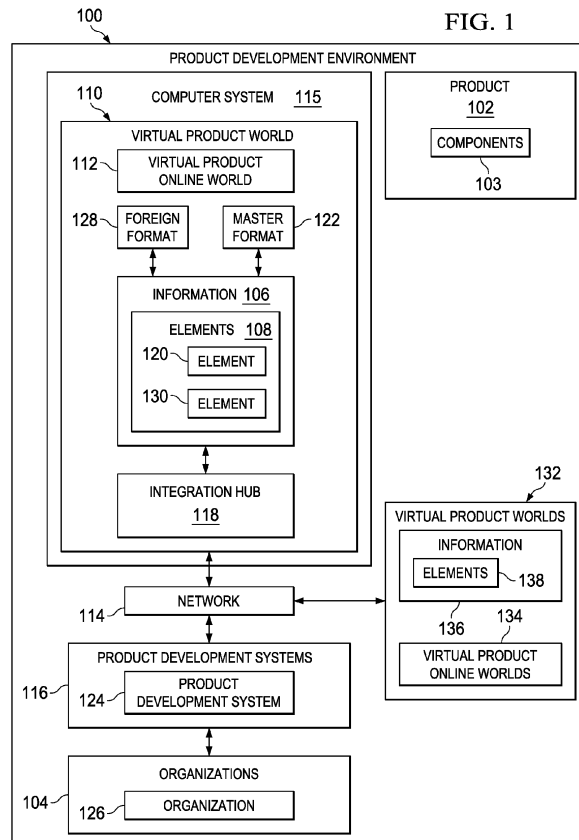 100
FIG. 1
PRODUCT DEVELOPMENT ENVIRONMENT
COMPUTER SYSTEM 115
110
VIRTUAL PRODUCT WORLD
112
VIRTUAL PRODUCT
ONLINE WORLD
128
FOREIGN
FORMAT
MASTER
FORMAT
122
INFORMATION 106
ELEMENTS 108
120
ELEMENT
130
ELEMENT
INTEGRATION HUB
118
PRODUCT
102
COMPONENTS
103
132
VIRTUAL PRODUCT WORLDS
INFORMATION
ELEMENTS
138
136
134
VIRTUAL PRODUCT
ONLINE WORLDS
114
NETWORK
PRODUCT DEVELOPMENT SYSTEMS
116
124
PRODUCT
DEVELOPMENT SYSTEM
ORGANIZATIONS
104
126
ORGANIZATION